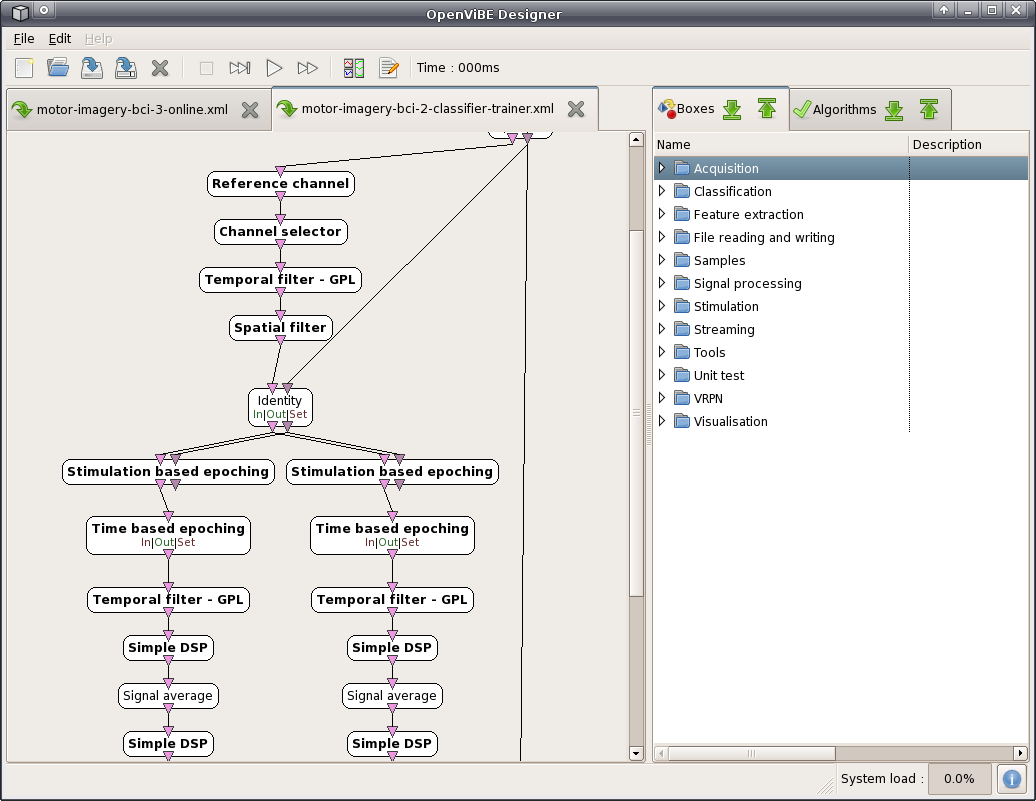 OpenViBE Designer
File Edit Help
Time : 000ms
motor-imagery-bci-3-online.xml motor-imagery-bci-2-classifier-trainer.xml
Reference channel
Channel selector
Temporal filter - GPL
Spatial filter
Identity
In|Out|Set
Stimulation based epoching Stimulation based epoching
Time based epoching Time based epoching
In|Out|Set In|Out|Set
Temporal filter - GPL Temporal filter - GPL
Simple DSP Simple DSP
Signal average Signal average
Simple DSP Simple DSP
Boxes Algorithms
Name Description
Acquisition
Classification
Feature extraction
File reading and writing
Samples
Signal processing
Stimulation
Streaming
Tools
Unit test
VRPN
Visualisation
System load : 0.0%